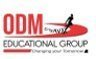 ODM
EDUCATIONAL GROUP
Changing your Tomorrow